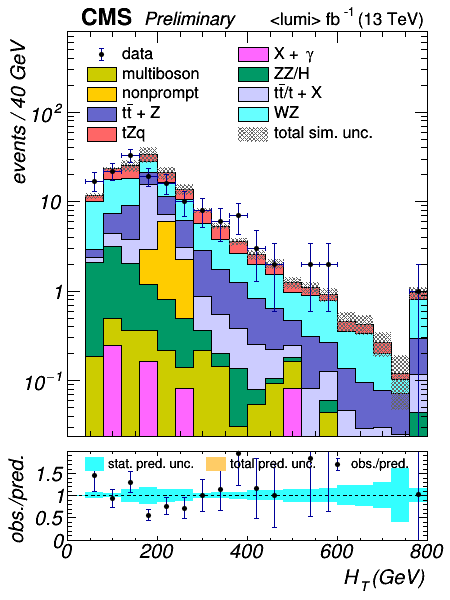 CMS Preliminary <lumi> fb⁻¹ (13 TeV)
events / 40 GeV
10²
10
1
10⁻¹
data
multiboson
nonprompt
tt̄ + Z
tZq
X + γ
ZZ/H
tt̄/t + X
WZ
total sim. unc.
obs./pred.
1.5
1
0.5
0
stat. pred. unc. total pred. unc. obs./pred.
0 200 400 600 800
H_T (GeV)